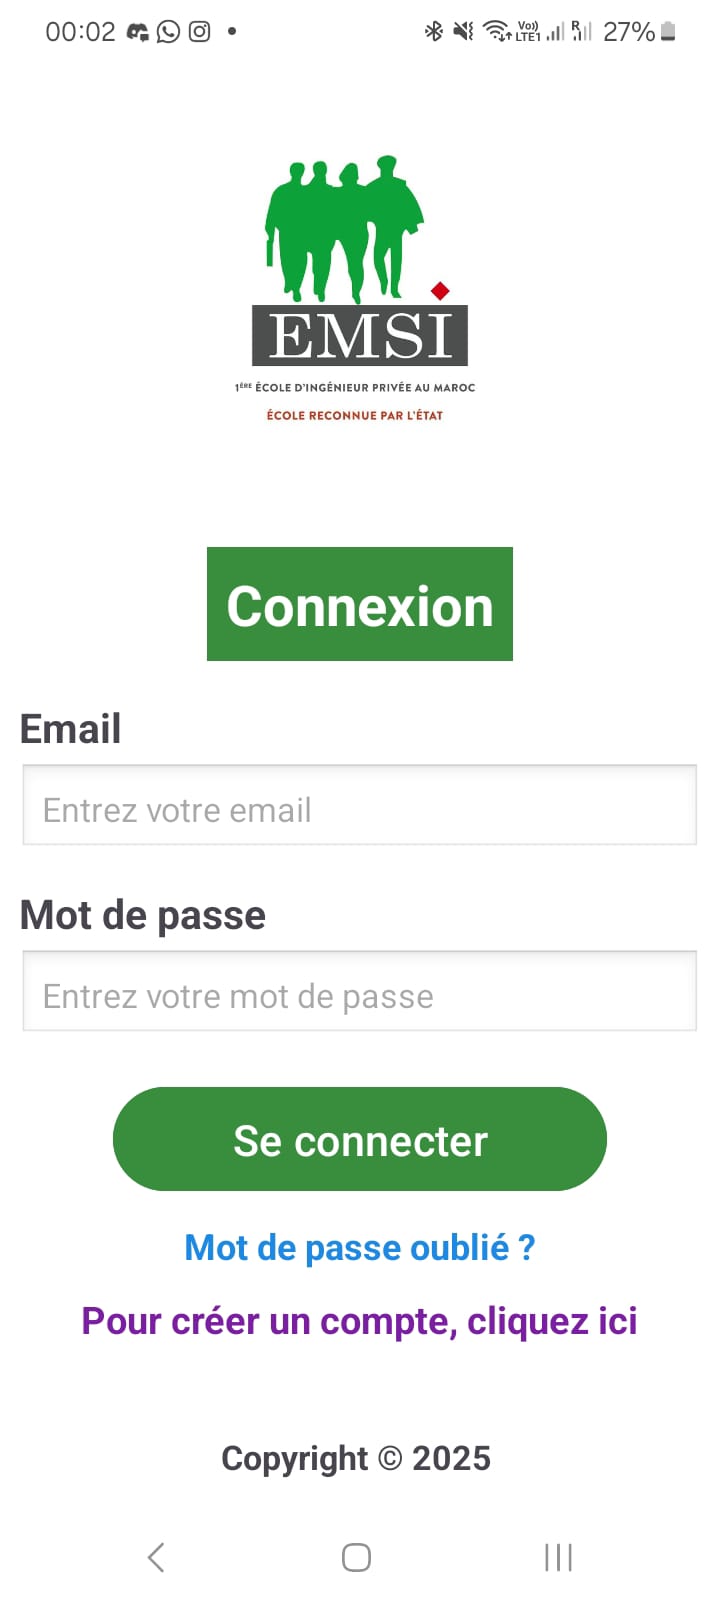 00:02
Vo)) LTE1 R 27%
EMSI
1ÈRE ÉCOLE D'INGÉNIEUR PRIVÉE AU MAROC
ÉCOLE RECONNUE PAR L'ÉTAT
Connexion
Email
Entrez votre email
Mot de passe
Entrez votre mot de passe
Se connecter
Mot de passe oublié ?
Pour créer un compte, cliquez ici
Copyright © 2025